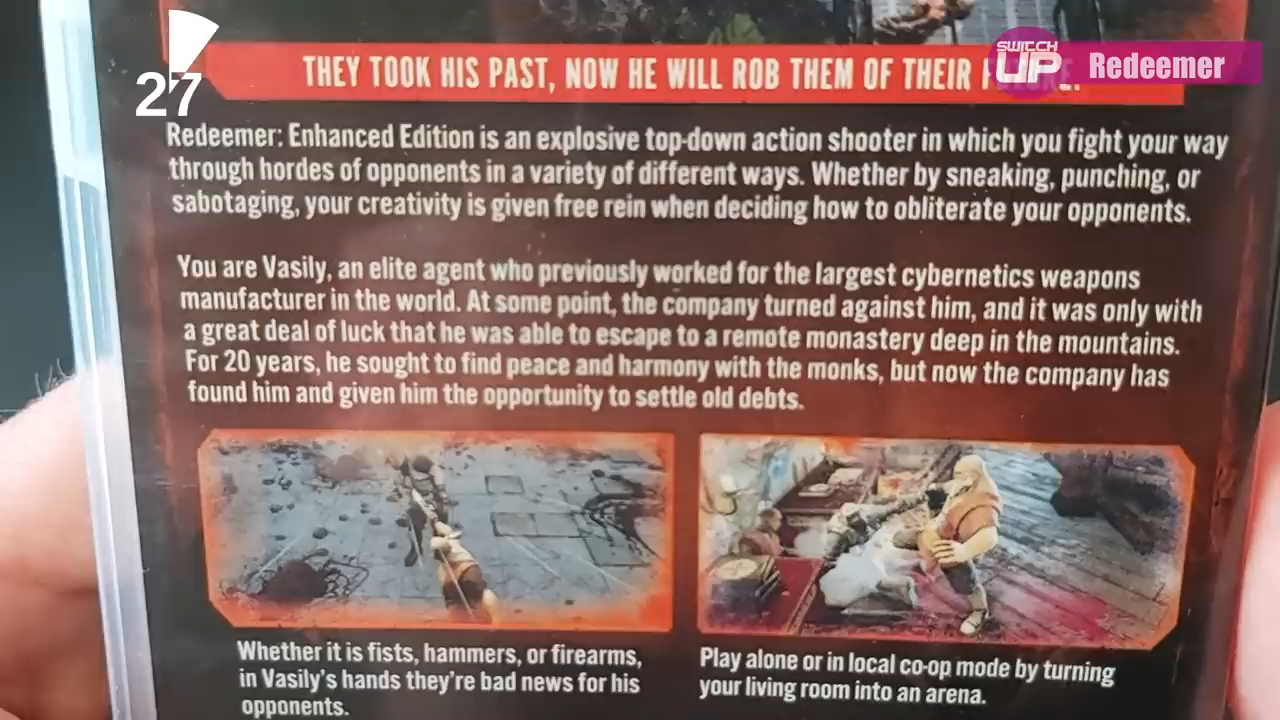 27
SWITCH
UP
Redeemer
THEY TOOK HIS PAST, NOW HE WILL ROB THEM OF THEIR
Redeemer: Enhanced Edition is an explosive top-down action shooter in which you fight your way
through hordes of opponents in a variety of different ways. Whether by sneaking, punching, or
sabotaging, your creativity is given free rein when deciding how to obliterate your opponents.
You are Vasily, an elite agent who previously worked for the largest cybernetics weapons
manufacturer in the world. At some point, the company turned against him, and it was only with
a great deal of luck that he was able to escape to a remote monastery deep in the mountains.
For 20 years, he sought to find peace and harmony with the monks, but now the company has
found him and given him the opportunity to settle old debts.
Whether it is fists, hammers, or firearms,
in Vasily's hands they're bad news for his
opponents.
Play alone or in local co-op mode by turning
your living room into an arena.